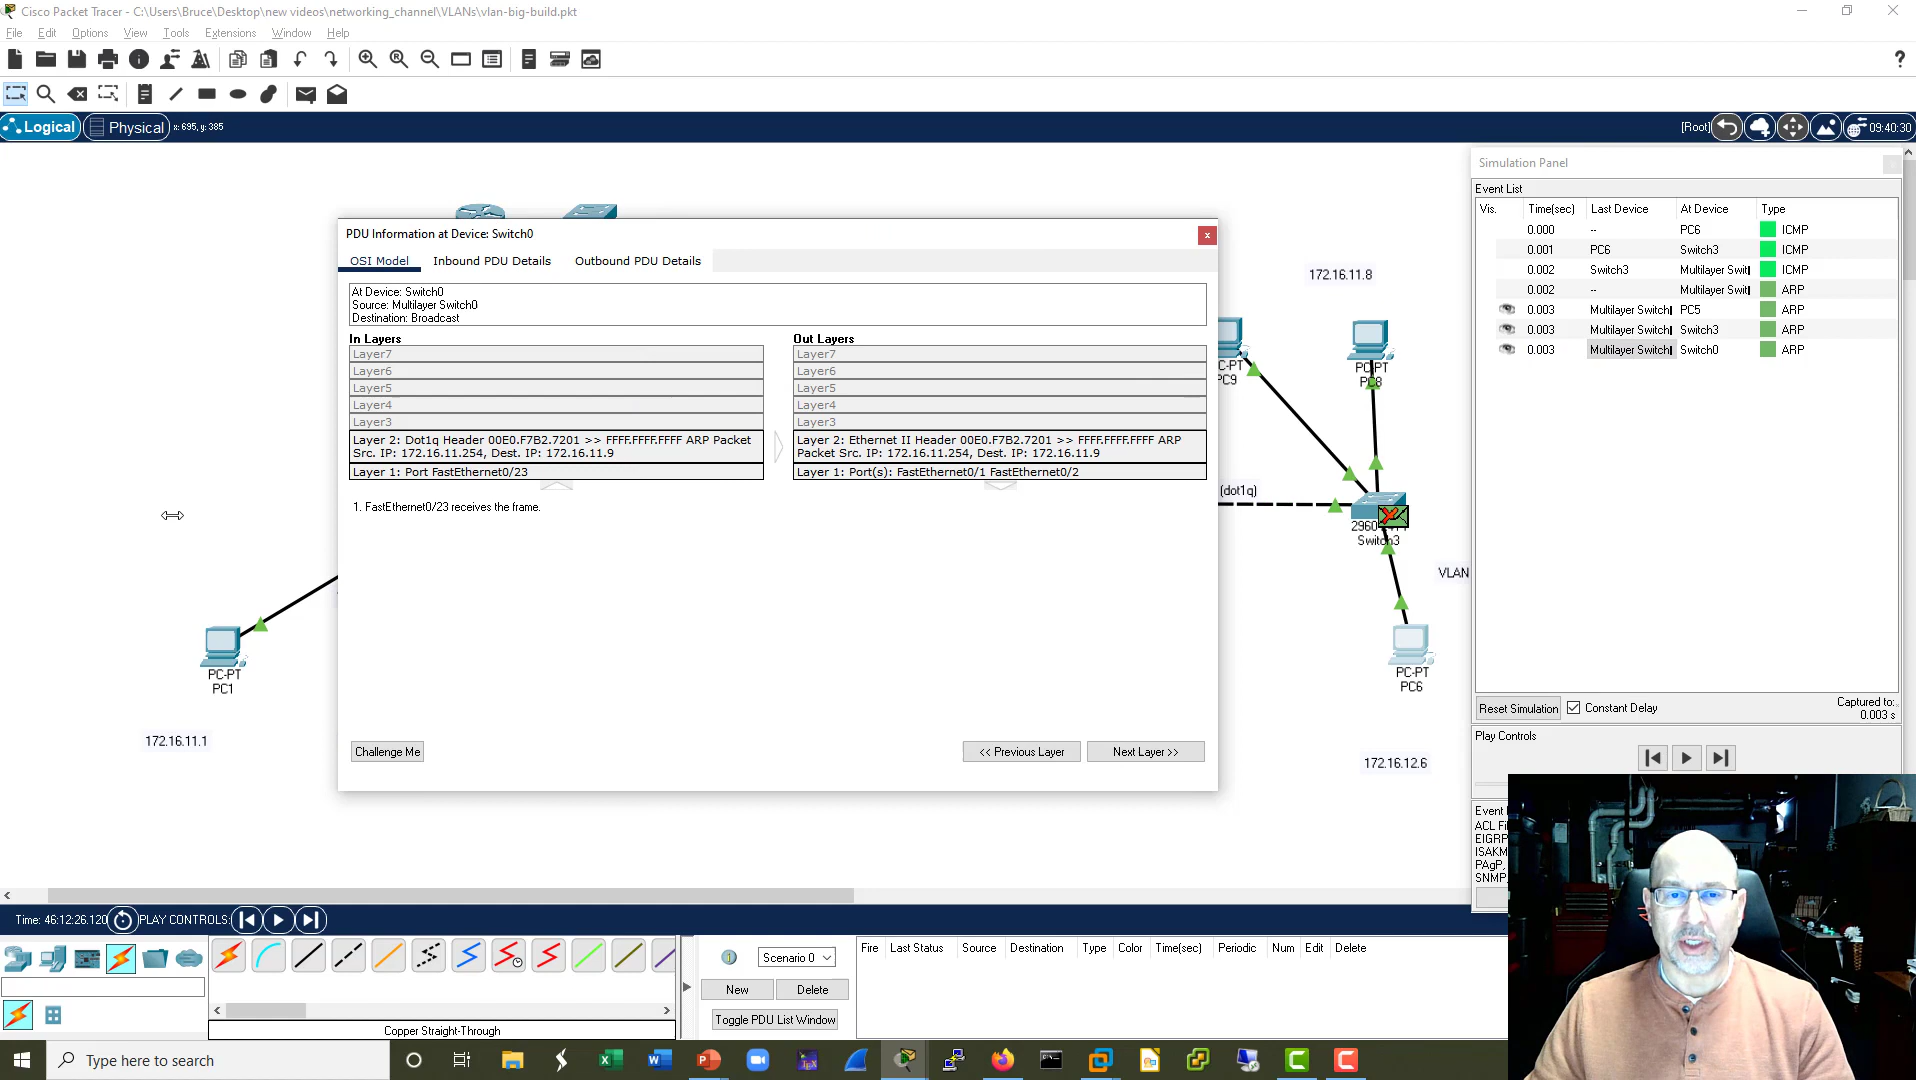 Cisco Packet Tracer - C:\Users\Bruce\Desktop\new videos\networking_channel\VLANs\vlan-big-build.pkt
File Edit Options View Tools Extensions Window Help
Logical Physical x: 695, y: 385 [Root] 09:40:30
Simulation Panel
Event List
Vis. Time(sec) Last Device At Device Type
0.000 -- PC6 ICMP
0.001 PC6 Switch3 ICMP
0.002 Switch3 Multilayer Swit ICMP
0.002 -- Multilayer Swit ARP
0.003 Multilayer Switch PC5 ARP
0.003 Multilayer Switch Switch3 ARP
0.003 Multilayer Switch Switch0 ARP
PDU Information at Device: Switch0
OSI Model Inbound PDU Details Outbound PDU Details
At Device: Switch0
Source: Multilayer Switch0
Destination: Broadcast
In Layers
Layer7
Layer6
Layer5
Layer4
Layer3
Layer 2: Dot1q Header 00E0.F7B2.7201 >> FFFF.FFFF.FFFF ARP Packet
Src. IP: 172.16.11.254, Dest. IP: 172.16.11.9
Layer 1: Port FastEthernet0/23
Out Layers
Layer7
Layer6
Layer5
Layer4
Layer3
Layer 2: Ethernet II Header 00E0.F7B2.7201 >> FFFF.FFFF.FFFF ARP
Packet Src. IP: 172.16.11.254, Dest. IP: 172.16.11.9
Layer 1: Port(s): FastEthernet0/1 FastEthernet0/2
1. FastEthernet0/23 receives the frame.
Challenge Me << Previous Layer Next Layer >>
172.16.11.8
C-PT
PC9
PC-PT
PC8
(dot1q)
2960
Switch3
VLAN
PC-PT
PC6
172.16.12.6
PC-PT
PC1
172.16.11.1
Reset Simulation Constant Delay Captured to:
0.003 s
Play Controls
Event
ACL Fil
EIGRP
ISAKM
PAgP,
SNMP,
Time: 46:12:26.120 PLAY CONTROLS:
Scenario 0
New Delete
Toggle PDU List Window
Fire Last Status Source Destination Type Color Time(sec) Periodic Num Edit Delete
Copper Straight-Through
Type here to search